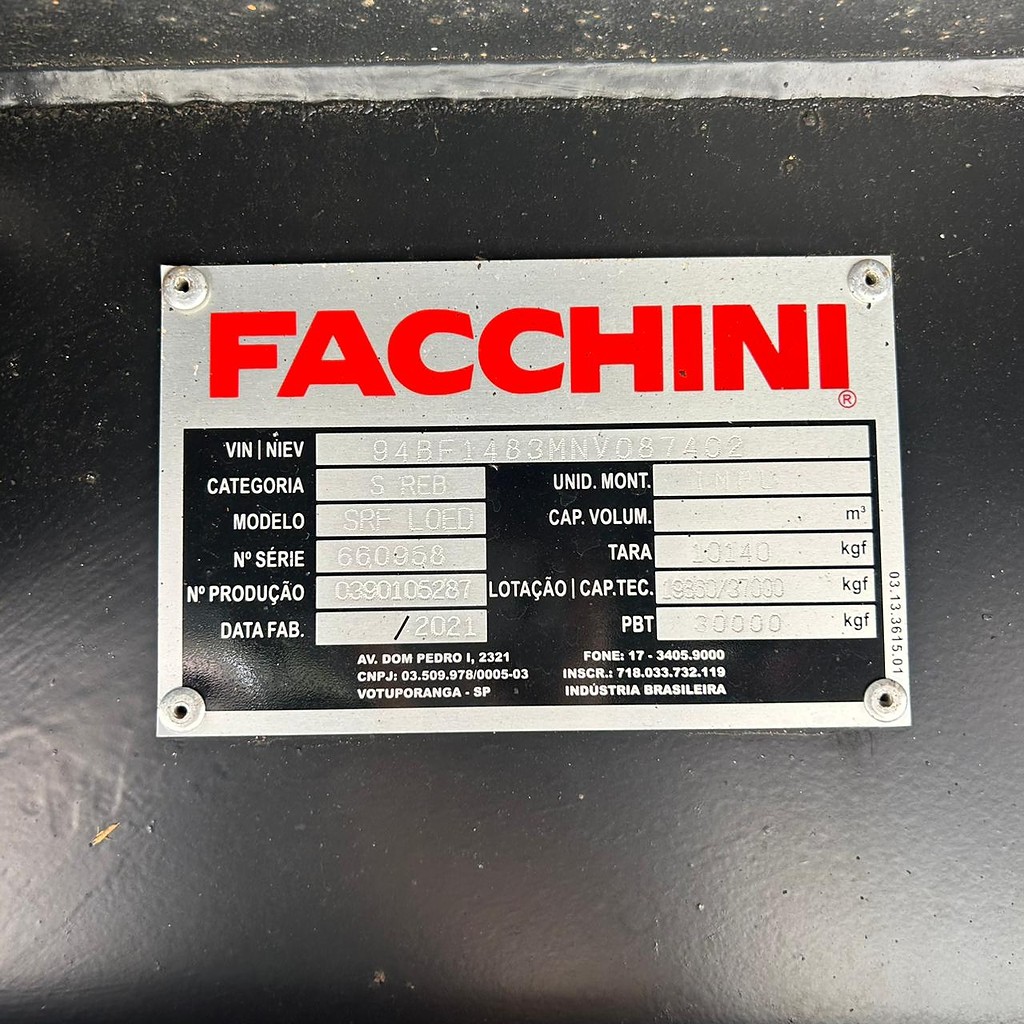 FACCHINI
®
VIN | NIEV 94BF1483MNV087402
CATEGORIA S REB UNID. MONT.
MODELO SRF LOED CAP. VOLUM. m³
Nº SÉRIE 660958 TARA 10140 kgf
Nº PRODUÇÃO 0390105287 LOTAÇÃO | CAP.TEC. 19860/37000 kgf
DATA FAB. /2021 PBT 30000 kgf
AV. DOM PEDRO I, 2321 FONE: 17 - 3405.9000
CNPJ: 03.509.978/0005-03 INSCR.: 718.033.732.119
VOTUPORANGA - SP INDÚSTRIA BRASILEIRA
03.13.3615.01